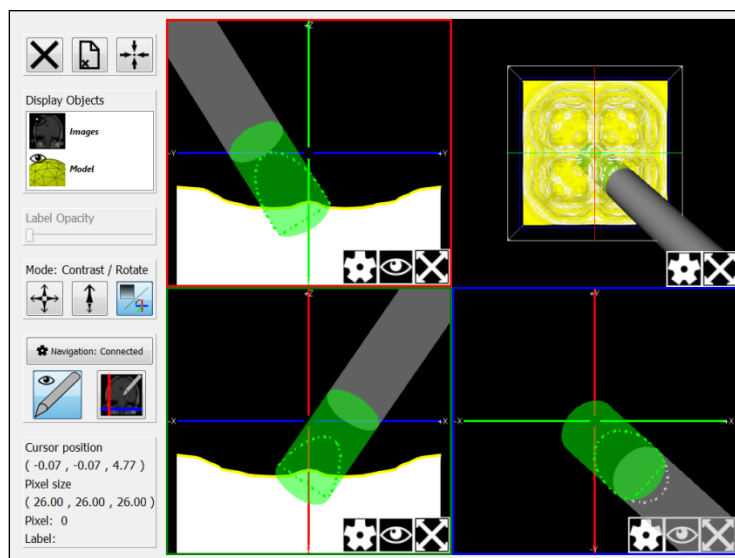 Display Objects
Images
Model
Label Opacity
Mode: Contrast / Rotate
Navigation: Connected
Cursor position
( -0.07 , -0.07 , 4.77 )
Pixel size
( 26.00 , 26.00 , 26.00 )
Pixel: 0
Label:
+Z
-Y
+Y
+Z
-X
+X
+Y
-X
+X
-Y